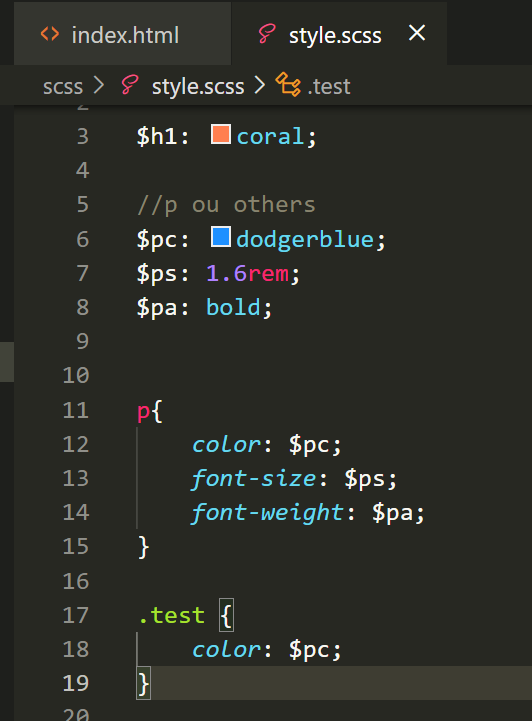 index.html style.scss ×
scss > style.scss > .test
2
3 $h1: coral;
4
5 //p ou others
6 $pc: dodgerblue;
7 $ps: 1.6rem;
8 $pa: bold;
9
10
11 p{
12 color: $pc;
13 font-size: $ps;
14 font-weight: $pa;
15 }
16
17 .test {
18 color: $pc;
19 }
20